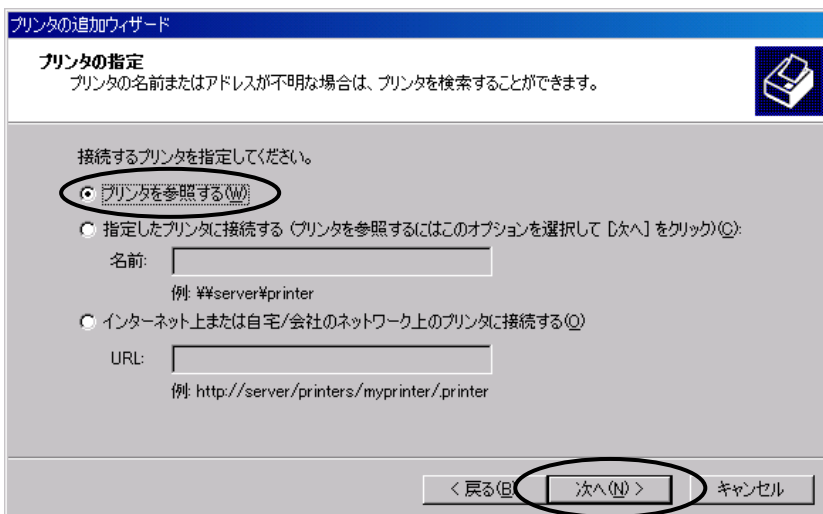 プリンタの追加ウィザード
プリンタの指定
プリンタの名前またはアドレスが不明な場合は、プリンタを検索することができます。
接続するプリンタを指定してください。
プリンタを参照する(W)
指定したプリンタに接続する (プリンタを参照するにはこのオプションを選択して [次へ] をクリック)(C):
名前:
例: ¥¥server¥printer
インターネット上または自宅/会社のネットワーク上のプリンタに接続する(O)
URL:
例: http://server/printers/myprinter/.printer
< 戻る(B) 次へ(N) > キャンセル